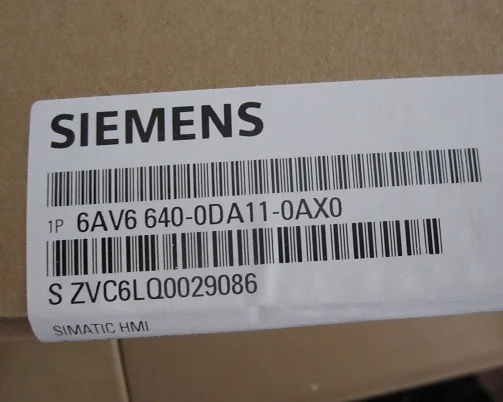 SIEMENS
1P 6AV6 640-0DA11-0AX0
S ZVC6LQ0029086
SIMATIC HMI